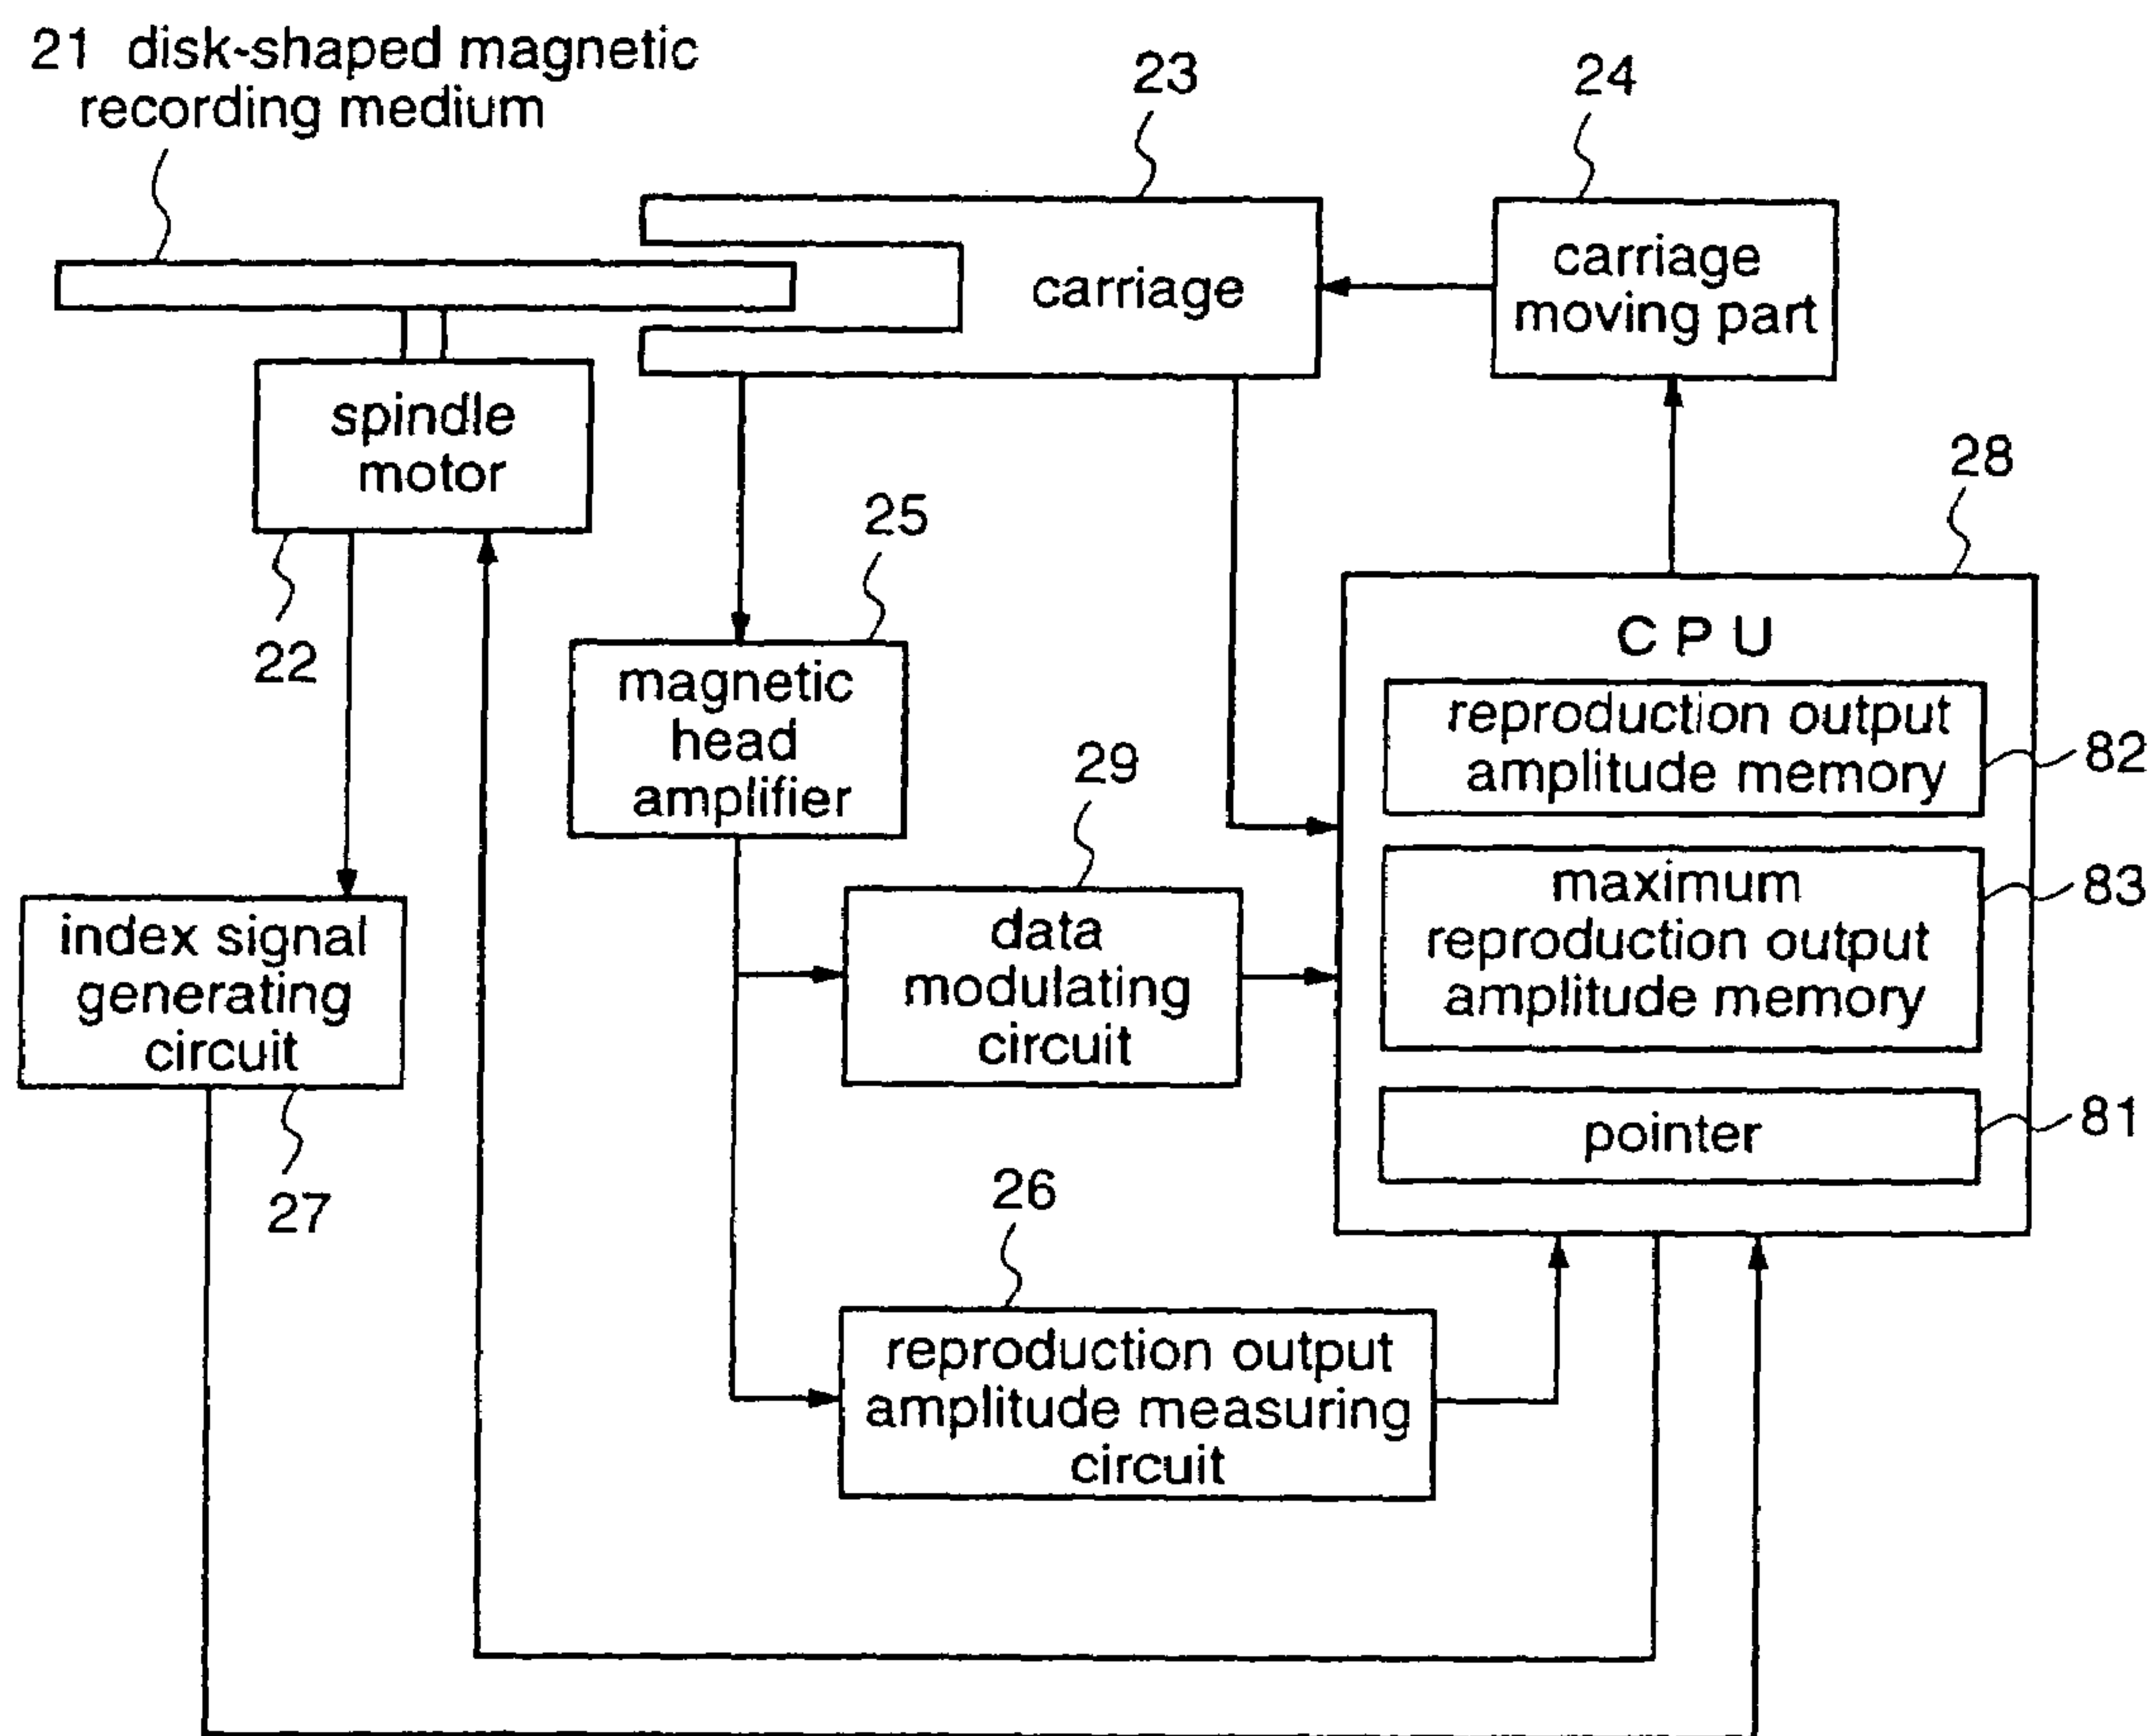 21 disk-shaped magnetic
recording medium
23
24
carriage
carriage
moving part
spindle
motor
22
25
28
magnetic
head
amplifier
CPU
reproduction output
amplitude memory
82
29
maximum
reproduction output
amplitude memory
83
index signal
generating
circuit
27
data
modulating
circuit
pointer
81
26
reproduction output
amplitude measuring
circuit